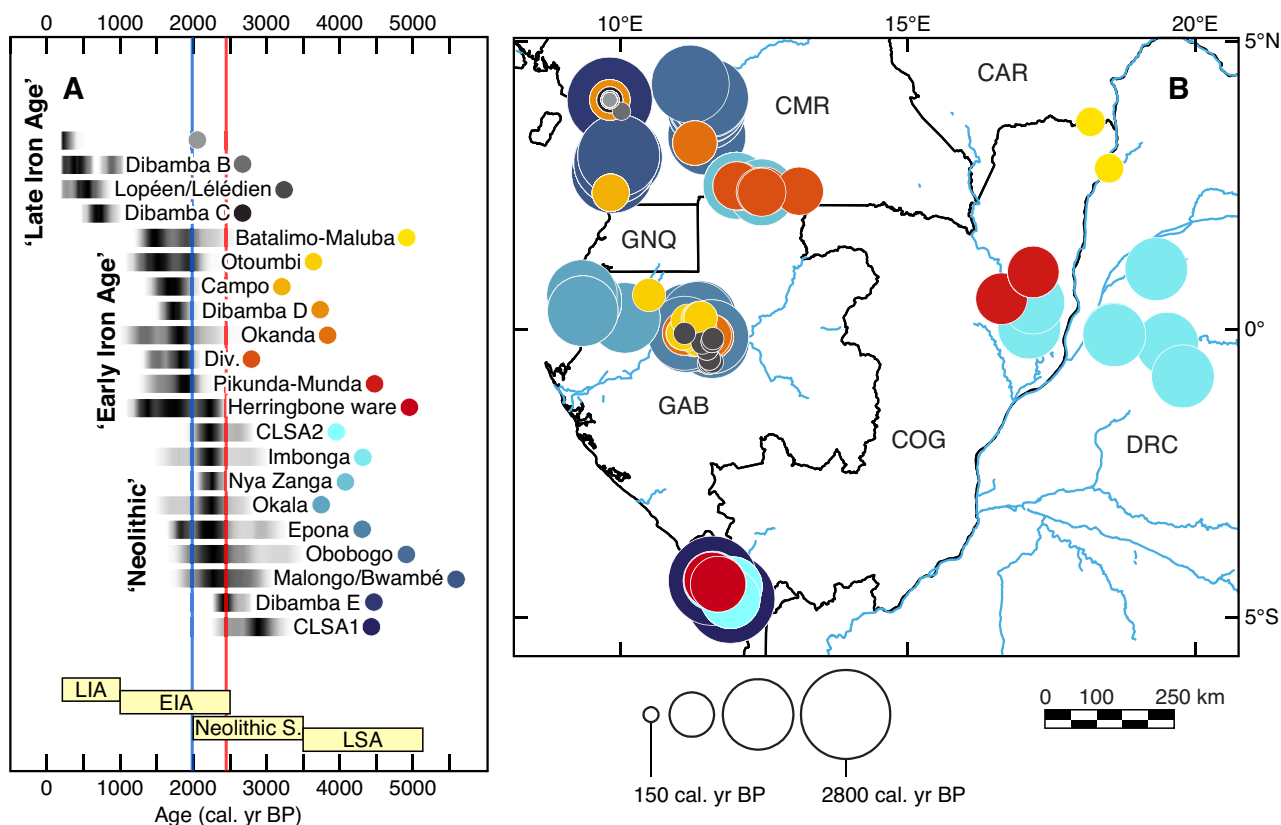 0 1000 2000 3000 4000 5000
A
'Late Iron Age'
Dibamba B
Lopéen/Lélédien
Dibamba C
'Early Iron Age'
Batalimo-Maluba
Otoumbi
Campo
Dibamba D
Okanda
Div.
Pikunda-Munda
Herringbone ware
'Neolithic'
CLSA2
Imbonga
Nya Zanga
Okala
Epona
Obobogo
Malongo/Bwambé
Dibamba E
CLSA1
LIA
EIA
Neolithic S.
LSA
0 1000 2000 3000 4000 5000
Age (cal. yr BP)
10°E 15°E 20°E
5°N
CAR
B
CMR
GNQ
0°
GAB
COG
DRC
5°S
150 cal. yr BP
2800 cal. yr BP
0 100 250 km